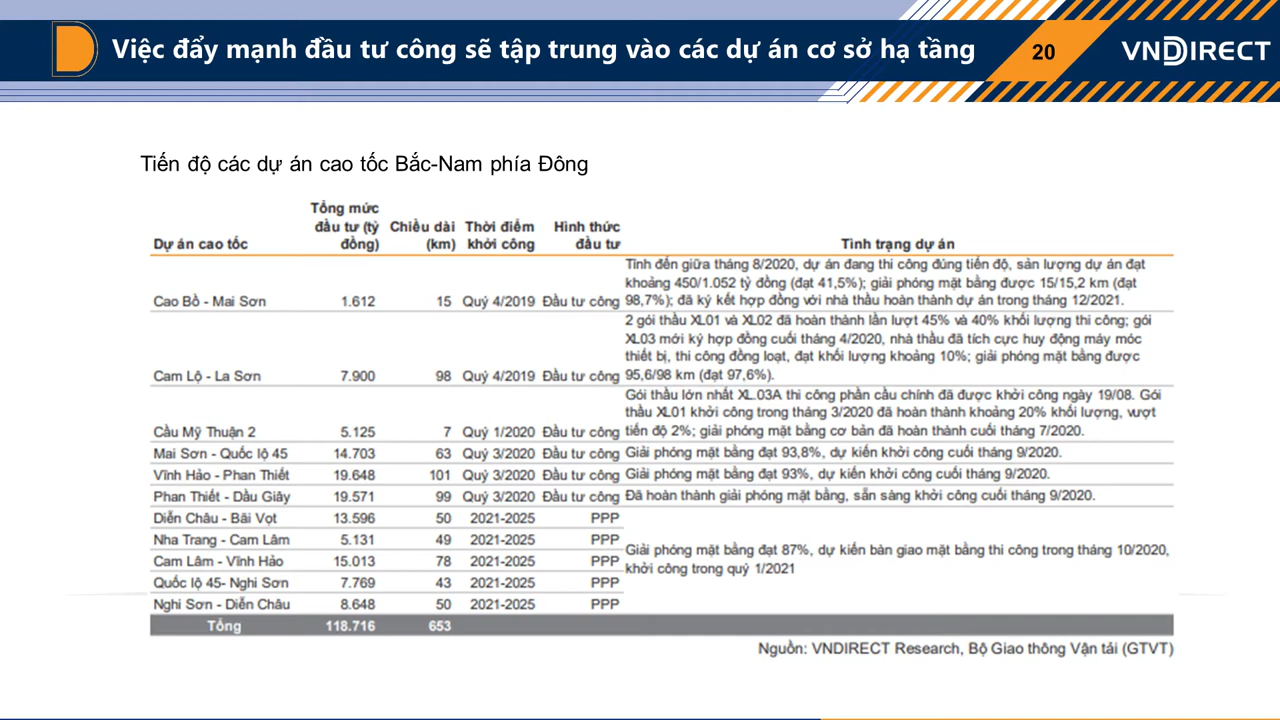 Việc đẩy mạnh đầu tư công sẽ tập trung vào các dự án cơ sở hạ tầng
20
VNDIRECT
Tiến độ các dự án cao tốc Bắc-Nam phía Đông
Dự án cao tốc Tổng mức đầu tư (tỷ đồng) Chiều dài (km) Thời điểm khởi công Hình thức đầu tư Tình trạng dự án
Cao Bồ - Mai Sơn 1.612 15 Quý 4/2019 Đầu tư công
Tính đến giữa tháng 8/2020, dự án đang thi công đúng tiến độ, sản lượng dự án đạt
khoảng 450/1.052 tỷ đồng (đạt 41,5%); giải phóng mặt bằng được 15/15,2 km (đạt
98,7%); đã ký kết hợp đồng với nhà thầu hoàn thành dự án trong tháng 12/2021.
Cam Lộ - La Sơn 7.900 98 Quý 4/2019 Đầu tư công
2 gói thầu XL01 và XL02 đã hoàn thành lần lượt 45% và 40% khối lượng thi công; gói
XL03 mới ký hợp đồng cuối tháng 4/2020, nhà thầu đã tích cực huy động máy móc
thiết bị, thi công đồng loạt, đạt khối lượng khoảng 10%; giải phóng mặt bằng được
95,6/98 km (đạt 97,6%).
Cầu Mỹ Thuận 2 5.125 7 Quý 1/2020 Đầu tư công
Gói thầu lớn nhất XL.03A thi công phần cầu chính đã được khởi công ngày 19/08. Gói
thầu XL01 khởi công trong tháng 3/2020 đã hoàn thành khoảng 20% khối lượng, vượt
tiến độ 2%; giải phóng mặt bằng cơ bản đã hoàn thành cuối tháng 7/2020.
Mai Sơn - Quốc lộ 45 14.703 63 Quý 3/2020 Đầu tư công Giải phóng mặt bằng đạt 93,8%, dự kiến khởi công cuối tháng 9/2020.
Vĩnh Hảo - Phan Thiết 19.648 101 Quý 3/2020 Đầu tư công Giải phóng mặt bằng đạt 93%, dự kiến khởi công cuối tháng 9/2020.
Phan Thiết - Dầu Giây 19.571 99 Quý 3/2020 Đầu tư công Đã hoàn thành giải phóng mặt bằng, sẵn sàng khởi công cuối tháng 9/2020.
Diễn Châu - Bãi Vọt 13.596 50 2021-2025 PPP
Nha Trang - Cam Lâm 5.131 49 2021-2025 PPP
Cam Lâm - Vĩnh Hảo 15.013 78 2021-2025 PPP
Quốc lộ 45- Nghi Sơn 7.769 43 2021-2025 PPP
Nghi Sơn - Diễn Châu 8.648 50 2021-2025 PPP
Giải phóng mặt bằng đạt 87%, dự kiến bàn giao mặt bằng thi công trong tháng 10/2020,
khởi công trong quý 1/2021
Tổng 118.716 653
Nguồn: VNDIRECT Research, Bộ Giao thông Vận tải (GTVT)